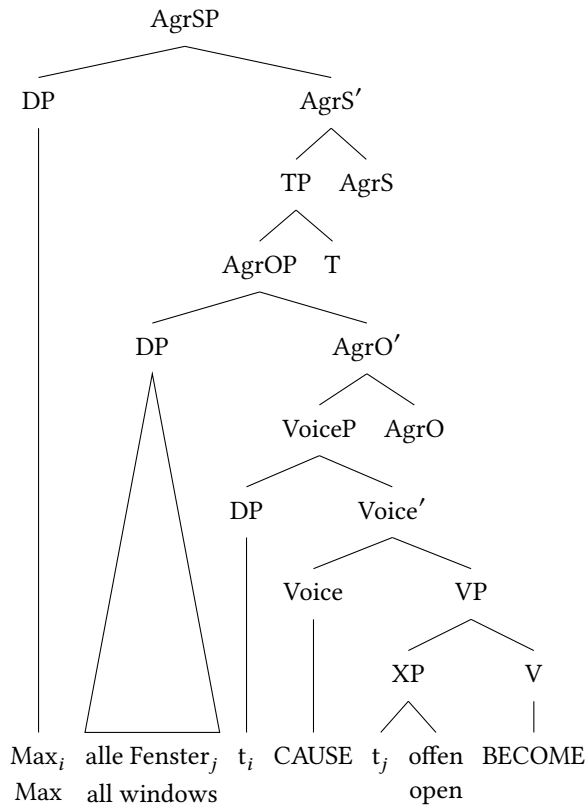 AgrSP
DP AgrS′
TP AgrS
AgrOP T
DP AgrO′
VoiceP AgrO
DP Voice′
Voice VP
XP V
Maxᵢ alle Fensterⱼ tᵢ CAUSE tⱼ offen BECOME
Max all windows open